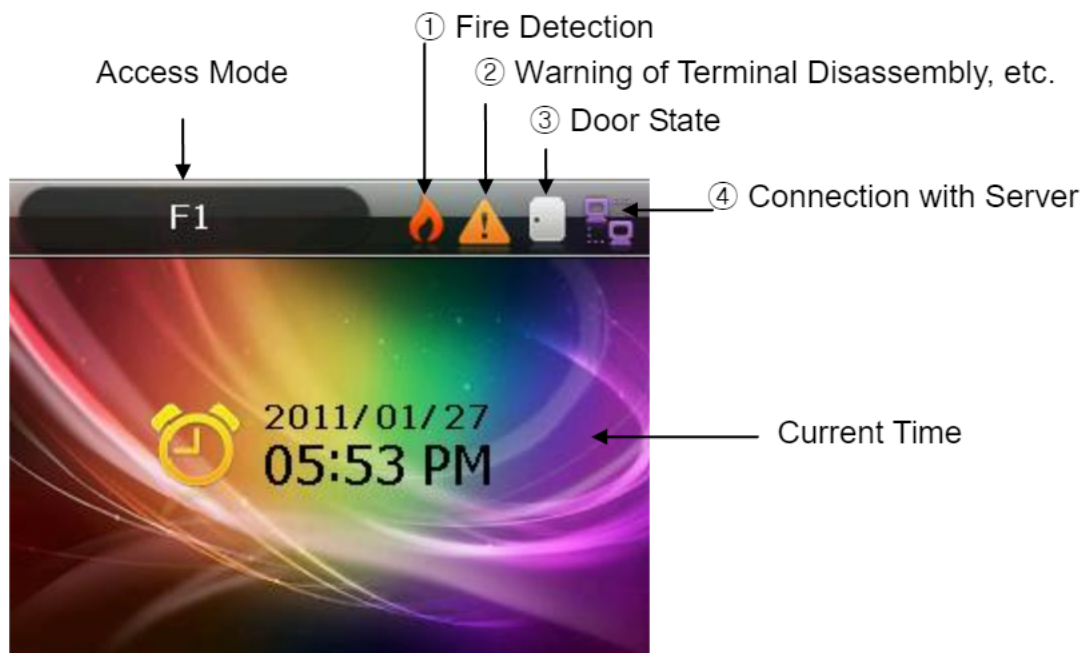 ① Fire Detection
Access Mode
② Warning of Terminal Disassembly, etc.
③ Door State
④ Connection with Server
F1
2011/01/27
05:53 PM
Current Time